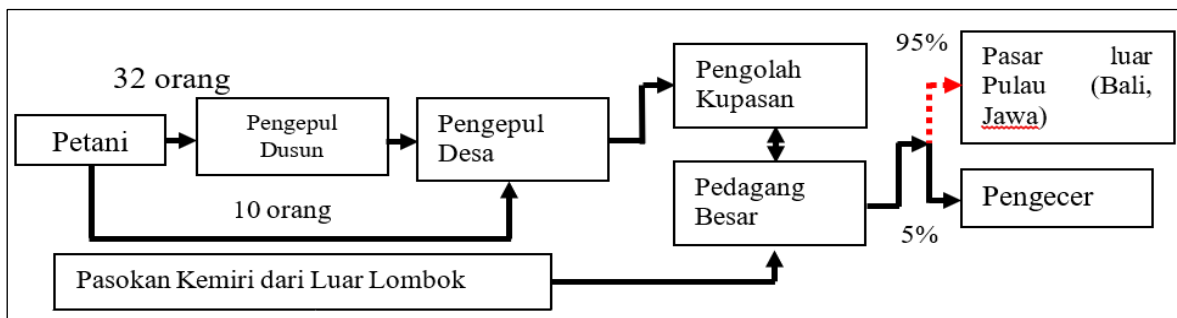 95%
Pasar luar
Pulau (Bali,
Jawa)
Pengolah
Kupasan
32 orang
Petani
Pengepul
Dusun
Pengepul
Desa
Pedagang
Besar
Pengecer
10 orang
5%
Pasokan Kemiri dari Luar Lombok